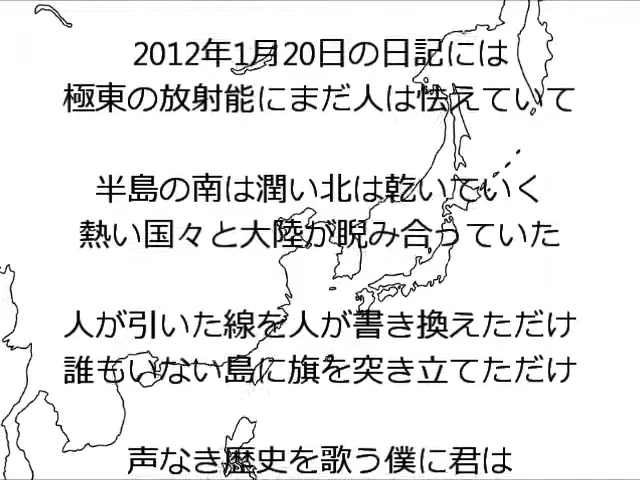 2012年1月20日の日記には
極東の放射能にまだ人は怯えていて
半島の南は潤い北は乾いていく
熱い国々と大陸が睨み合っていた
人が引いた線を人が書き換えただけ
誰もいない島に旗を突き立てただけ
声なき歴史を歌う僕に君は